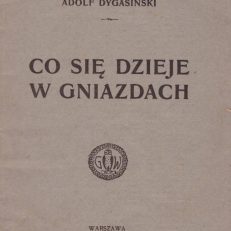 ADOLF DYGASIŃSKI
CO SIĘ DZIEJE
W GNIAZDACH
G W
WARSZAWA